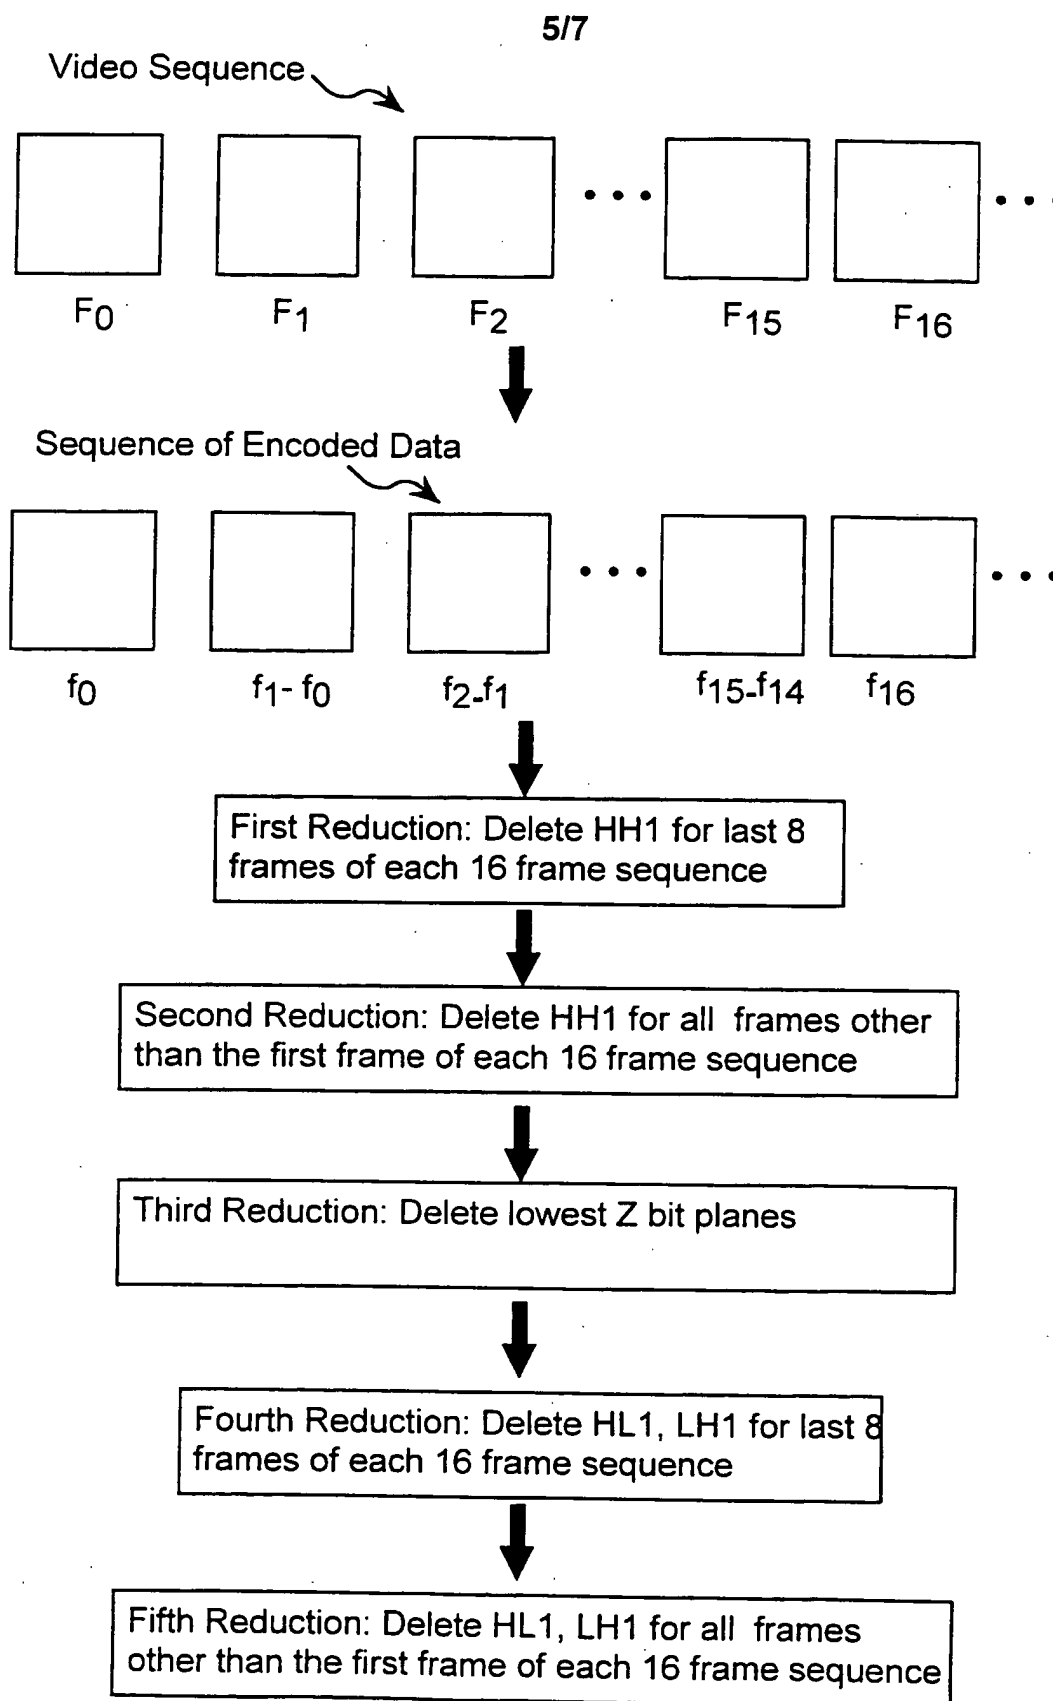 5/7
Video Sequence
F0 F1 F2 • • • F15 F16 • • •
Sequence of Encoded Data
f0 f1- f0 f2-f1 • • • f15-f14 f16 • • •
First Reduction: Delete HH1 for last 8
frames of each 16 frame sequence
Second Reduction: Delete HH1 for all frames other
than the first frame of each 16 frame sequence
Third Reduction: Delete lowest Z bit planes
Fourth Reduction: Delete HL1, LH1 for last 8
frames of each 16 frame sequence
Fifth Reduction: Delete HL1, LH1 for all frames
other than the first frame of each 16 frame sequence